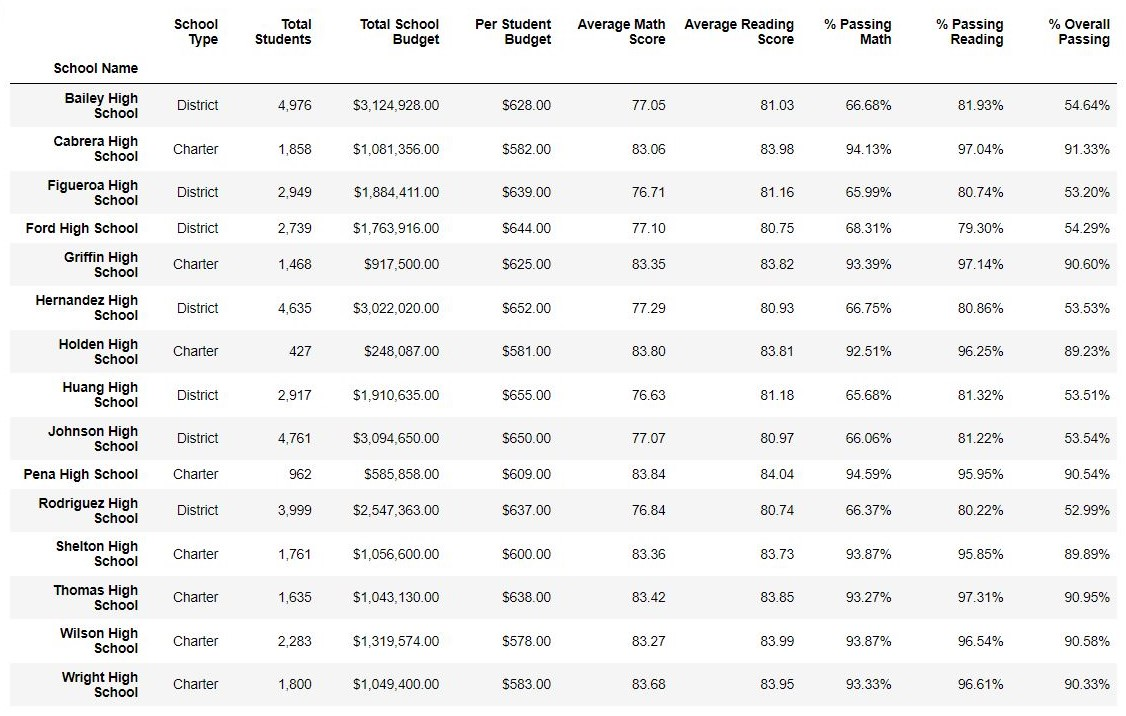 School Type Total Students Total School Budget Per Student Budget Average Math Score Average Reading Score % Passing Math % Passing Reading % Overall Passing
School Name
Bailey High School District 4,976 $3,124,928.00 $628.00 77.05 81.03 66.68% 81.93% 54.64%
Cabrera High School Charter 1,858 $1,081,356.00 $582.00 83.06 83.98 94.13% 97.04% 91.33%
Figueroa High School District 2,949 $1,884,411.00 $639.00 76.71 81.16 65.99% 80.74% 53.20%
Ford High School District 2,739 $1,763,916.00 $644.00 77.10 80.75 68.31% 79.30% 54.29%
Griffin High School Charter 1,468 $917,500.00 $625.00 83.35 83.82 93.39% 97.14% 90.60%
Hernandez High School District 4,635 $3,022,020.00 $652.00 77.29 80.93 66.75% 80.86% 53.53%
Holden High School Charter 427 $248,087.00 $581.00 83.80 83.81 92.51% 96.25% 89.23%
Huang High School District 2,917 $1,910,635.00 $655.00 76.63 81.18 65.68% 81.32% 53.51%
Johnson High School District 4,761 $3,094,650.00 $650.00 77.07 80.97 66.06% 81.22% 53.54%
Pena High School Charter 962 $585,858.00 $609.00 83.84 84.04 94.59% 95.95% 90.54%
Rodriguez High School District 3,999 $2,547,363.00 $637.00 76.84 80.74 66.37% 80.22% 52.99%
Shelton High School Charter 1,761 $1,056,600.00 $600.00 83.36 83.73 93.87% 95.85% 89.89%
Thomas High School Charter 1,635 $1,043,130.00 $638.00 83.42 83.85 93.27% 97.31% 90.95%
Wilson High School Charter 2,283 $1,319,574.00 $578.00 83.27 83.99 93.87% 96.54% 90.58%
Wright High School Charter 1,800 $1,049,400.00 $583.00 83.68 83.95 93.33% 96.61% 90.33%